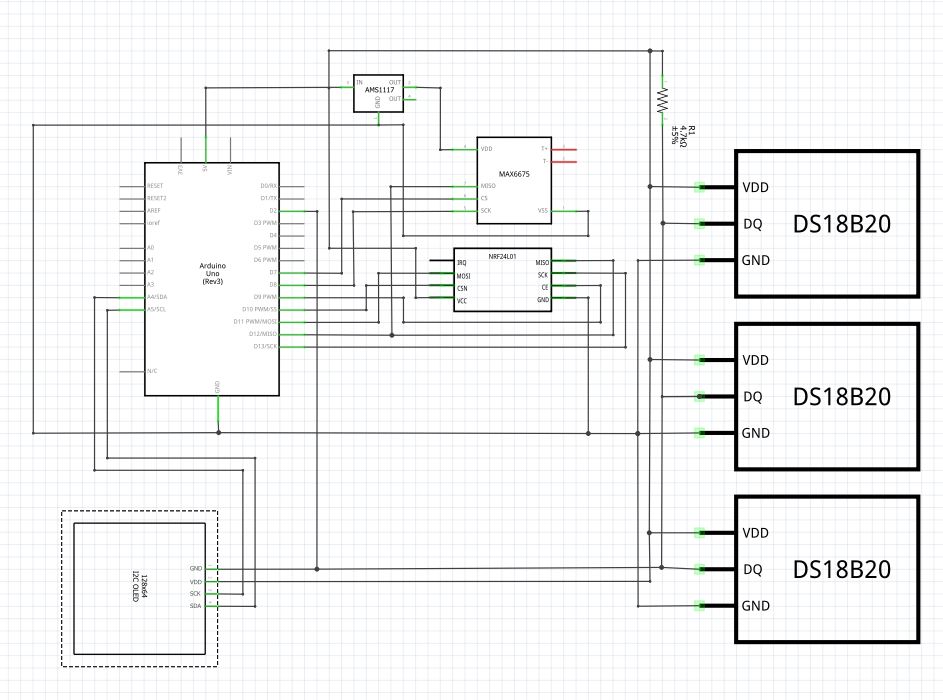 IN
OUT
AMS1117
GND
OUT
R1
4.7kΩ
±5%
3V3
5V
VIN
RESET
RESET2
AREF
ioref
A0
A1
A2
A3
A4/SDA
A5/SCL
N/C
Arduino
Uno
(Rev3)
D0/RX
D1/TX
D2
D3 PWM
D4
D5 PWM
D6 PWM
D7
D8
D9 PWM
D10 PWM/SS
D11 PWM/MOSI
D12/MISO
D13/SCK
GND
VDD
T+
T-
MAX6675
MISO
CS
SCK
VSS
NRF24L01
IRQ
MOSI
CSN
VCC
MISO
SCK
CE
GND
VDD
DQ
GND
DS18B20
VDD
DQ
GND
DS18B20
VDD
DQ
GND
DS18B20
128x64
I2C OLED
GND
VDD
SCK
SDA